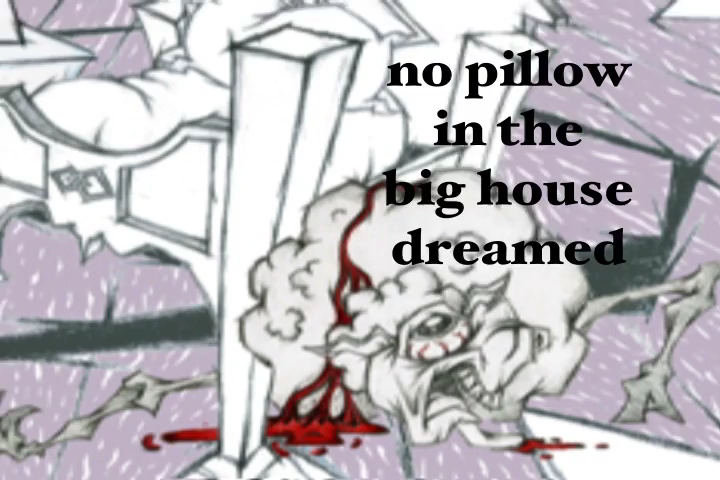 no pillow
in the
big house
dreamed